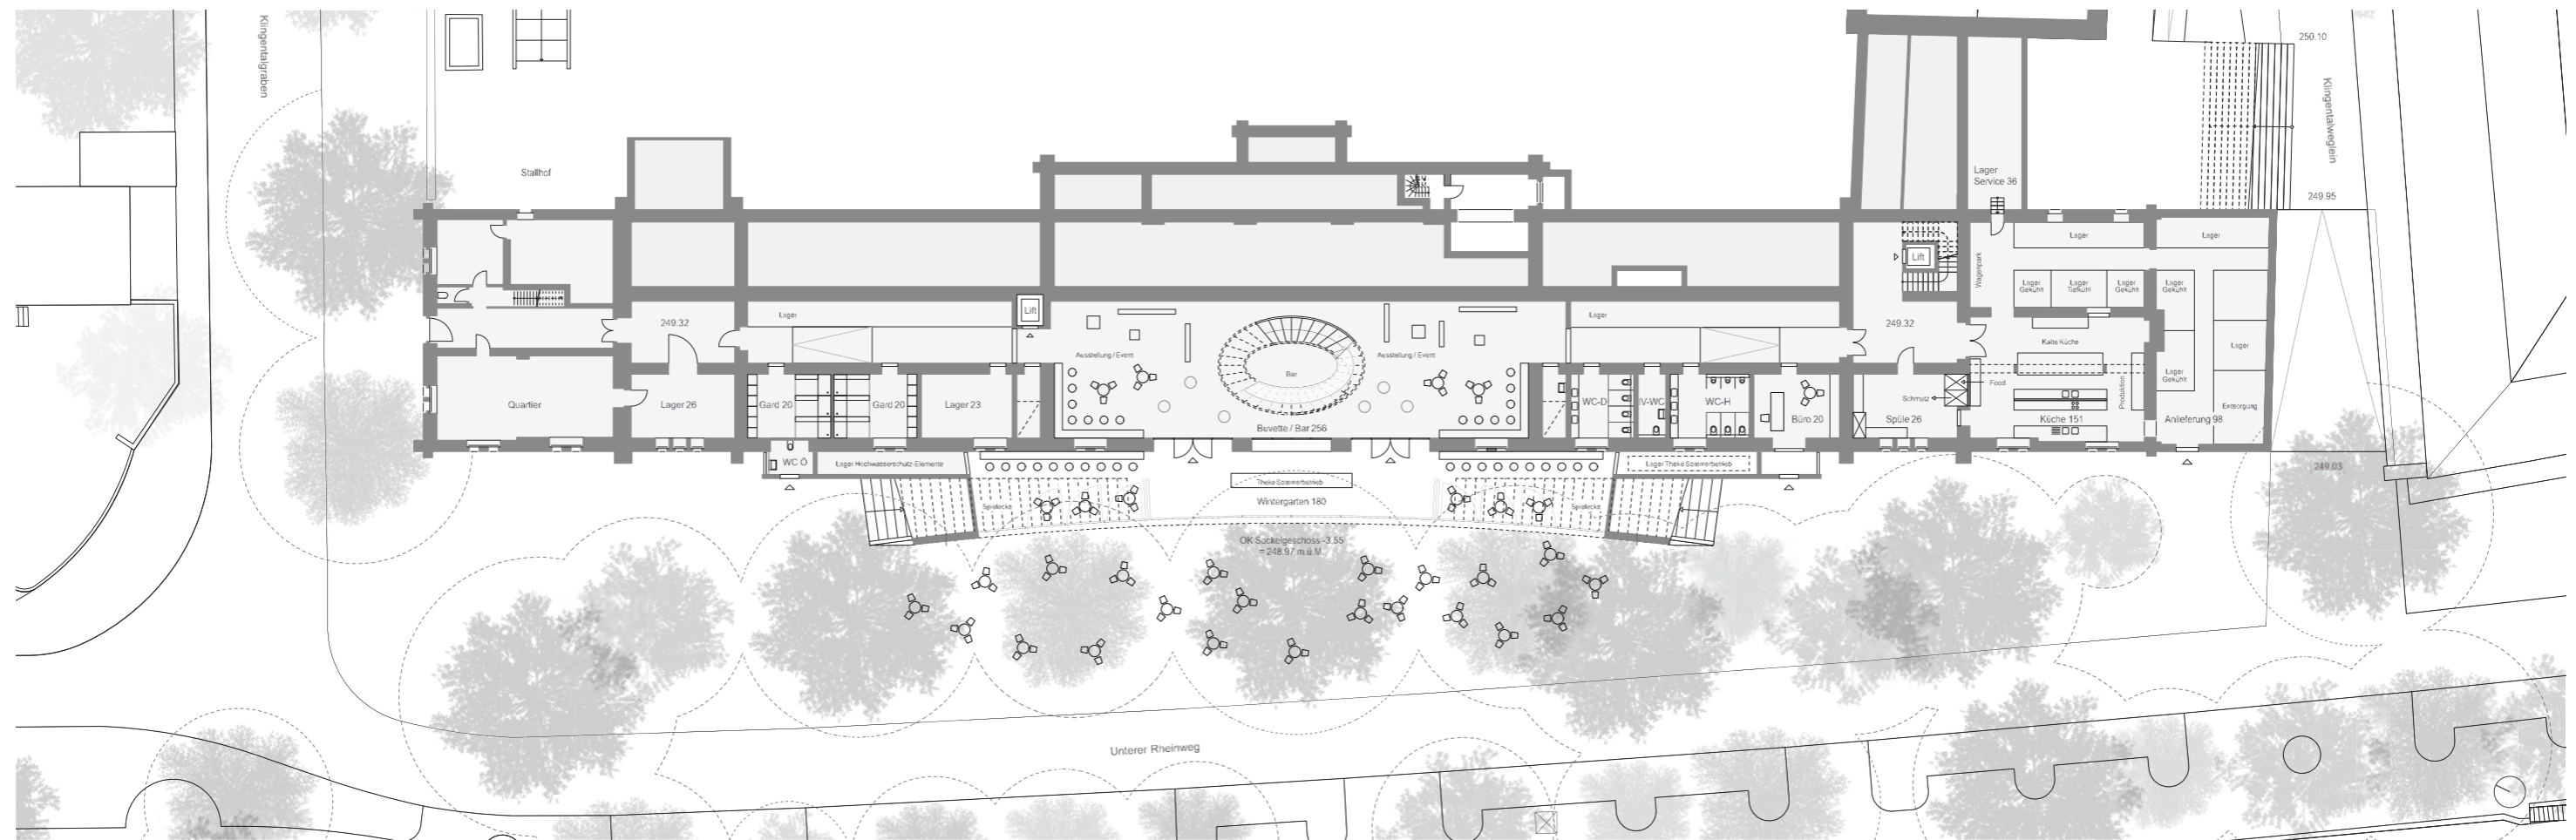 Klingentalgraben
250.10
Klingentalweglein
Stallhof
Lager
Service 36
249.95
Lager
Lager
Lift
Wagenpark
Lager
Gekühlt
Lager
Tiefkühl
Lager
Gekühlt
Lager
Gekühlt
249.32
Lager
Lift
Lager
249.32
Kalte Küche
Lager
Ausstellung / Event
Bar
Ausstellung / Event
Lager
Gekühlt
Food
Schmutz
Produktion
Quartier
Lager 26
Gard 20
Gard 20
Lager 23
WC-D
IV-WC
WC-H
Büro 20
Spüle 26
Küche 151
Anlieferung 98
Entsorgung
Buvette / Bar 256
WC Ö
Lager Hochwasserschutz-Elemente
Lager Theke Sommerbetrieb
249.03
Theke Sommerbetrieb
Wintergarten 180
Spielecke
Spielecke
OK Sockelgeschoss -3.55
= 248.97 m.ü.M.
Unterer Rheinweg